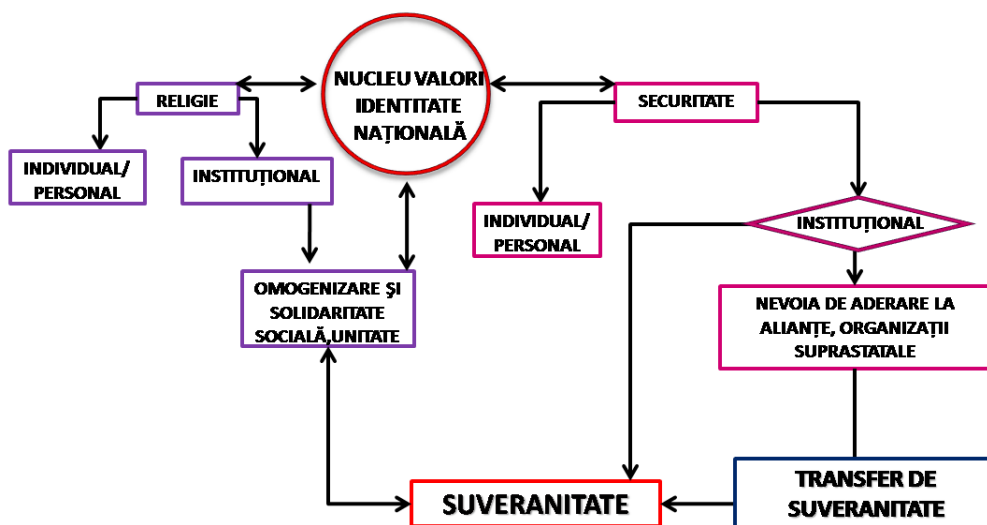 NUCLEU VALORI
IDENTITATE
NAȚIONALĂ
RELIGIE
SECURITATE
INDIVIDUAL/
PERSONAL
INSTITUȚIONAL
INDIVIDUAL/
PERSONAL
INSTITUȚIONAL
OMOGENIZARE ŞI
SOLIDARITATE
SOCIALĂ,UNITATE
NEVOIA DE ADERARE LA
ALIANȚE, ORGANIZAȚII
SUPRASTATALE
SUVERANITATE
TRANSFER DE
SUVERANITATE